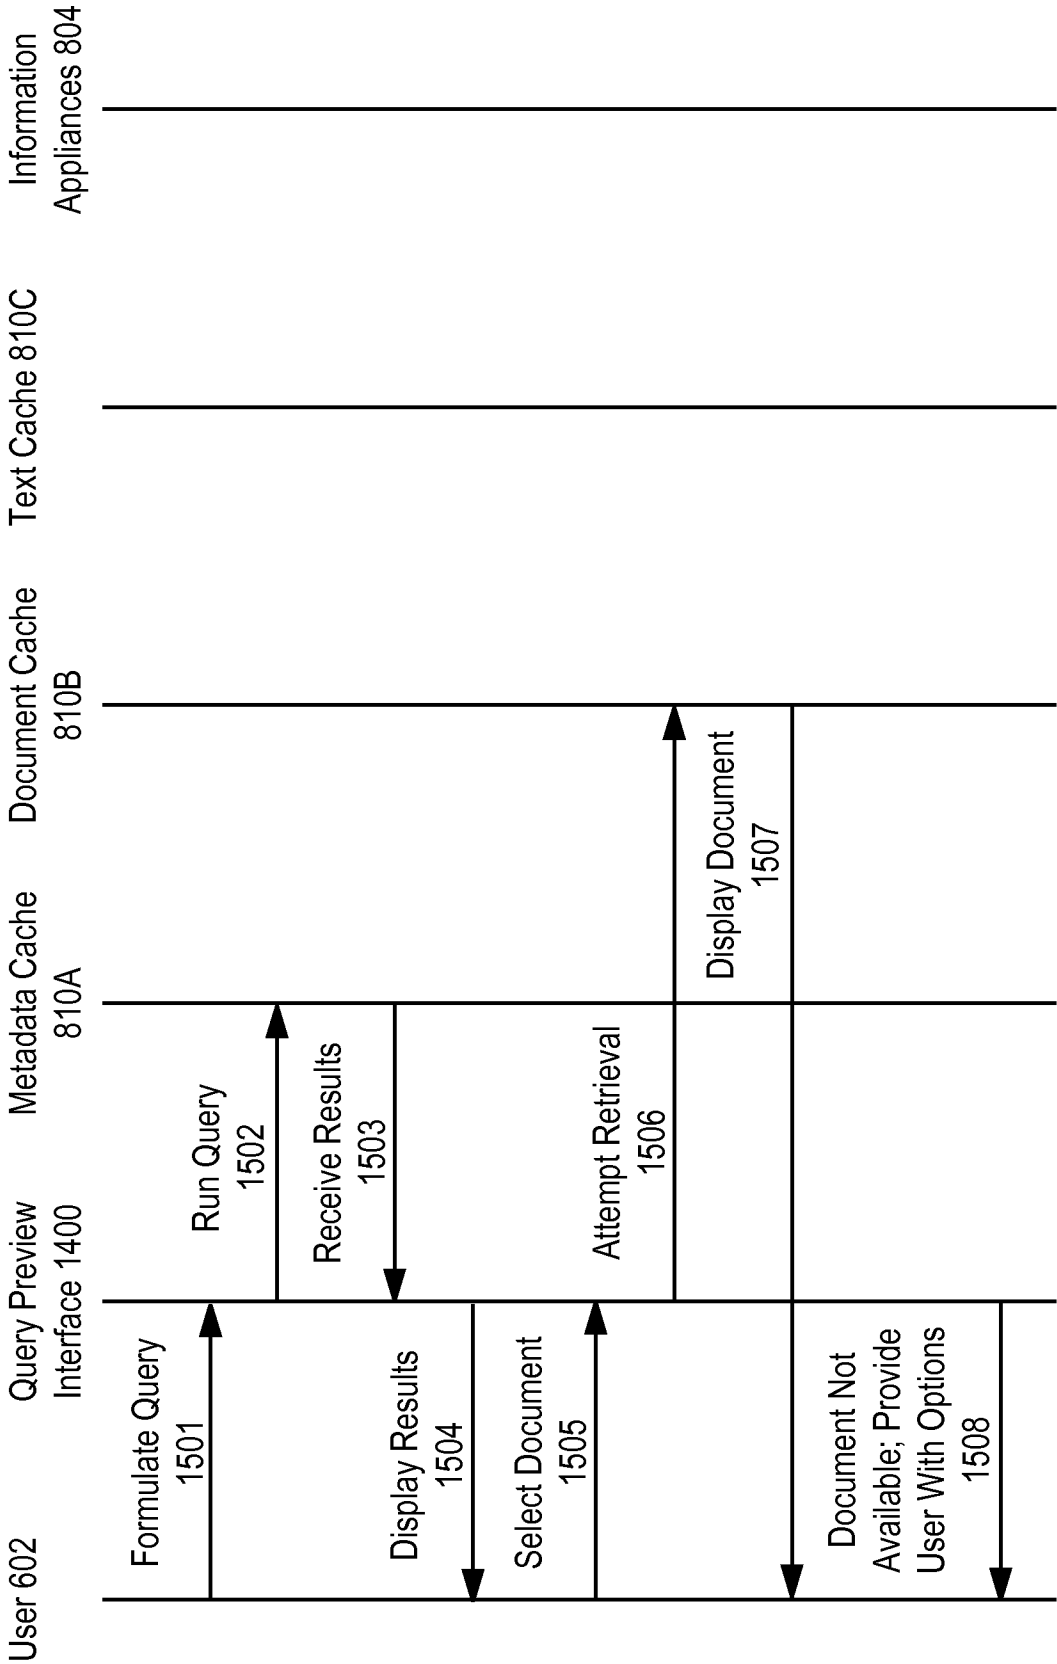 User 602
Query Preview
Interface 1400
Metadata Cache
810A
Document Cache
810B
Text Cache 810C
Information
Appliances 804
Formulate Query
1501
Run Query
1502
Receive Results
1503
Display Results
1504
Select Document
1505
Attempt Retrieval
1506
Display Document
1507
Document Not
Available; Provide
User With Options
1508